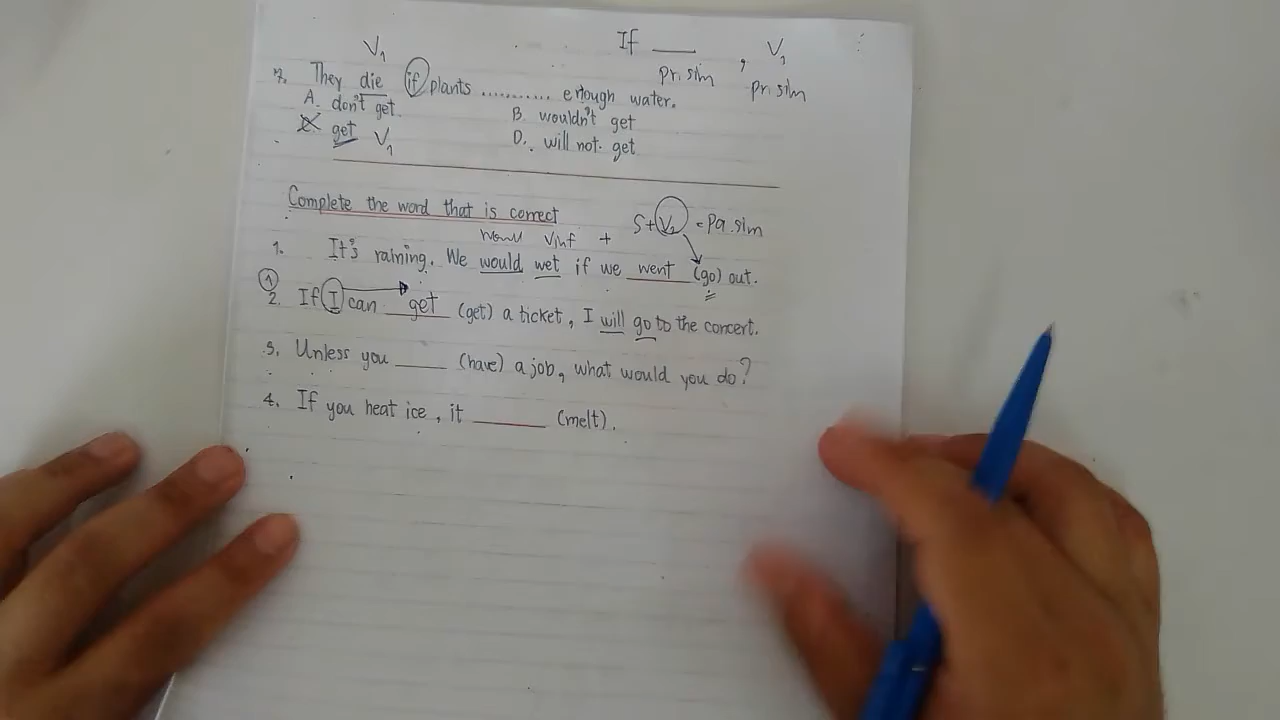 If ___ , V1
V1 pr. sim pr. sim
7. They die if plants ........... enough water.
A. don't get B. wouldn't get
get V1 D. will not get
Complete the word that is correct S+V2 = Pa.sim
would Vinf +
1. It's raining. We would wet if we went (go) out.
1
2. If I can get (get) a ticket, I will go to the concert.
3. Unless you ____ (have) a job, what would you do?
4. If you heat ice, it ____ (melt).